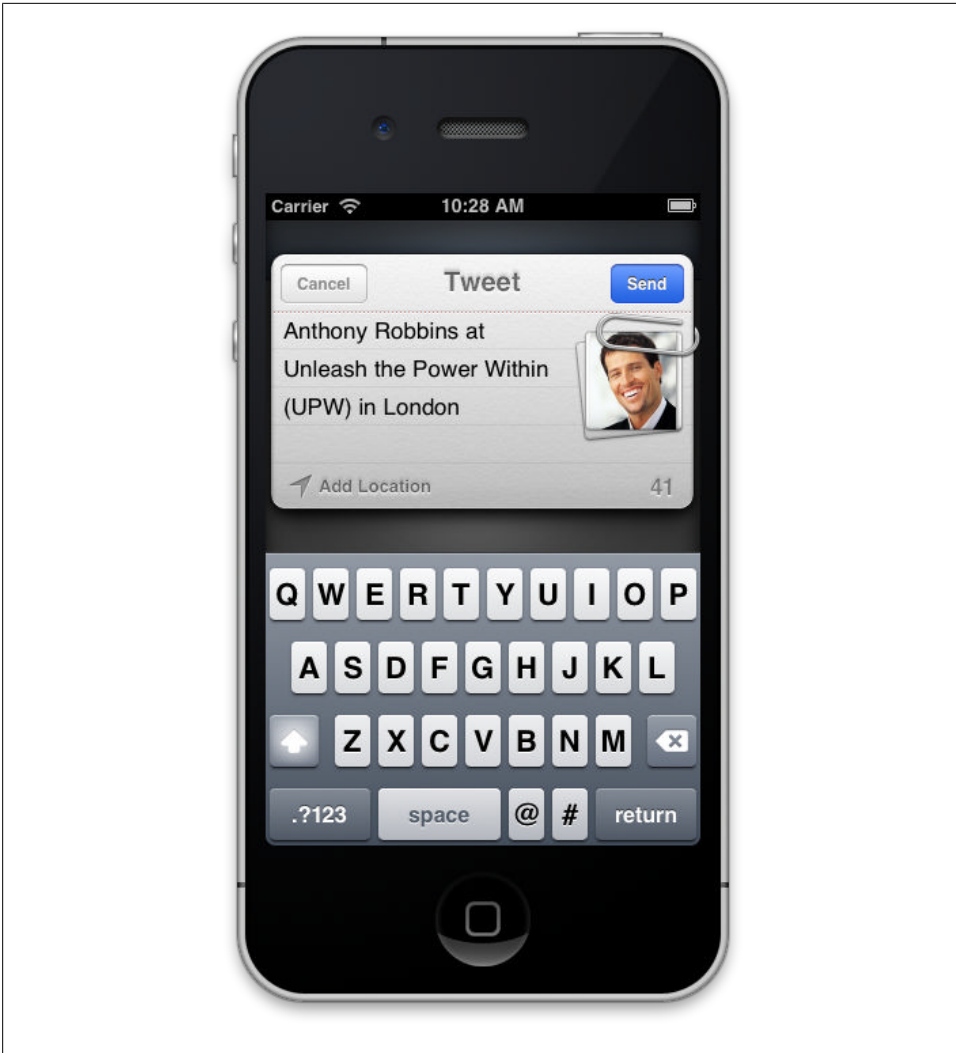 Carrier 10:28 AM
Cancel Tweet Send
Anthony Robbins at
Unleash the Power Within
(UPW) in London
Add Location 41
Q W E R T Y U I O P
A S D F G H J K L
Z X C V B N M
.?123 space @ # return